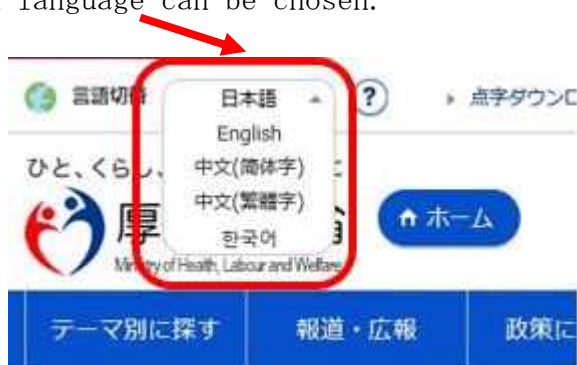 language can be chosen.
言語切替 日本語 ? 点字ダウンロ
English
ひと、くらし、
中文(简体字)
中文(繁體字)
한국어
厚
ホーム
Ministry of Health, Labour and Welfare
テーマ別に探す 報道・広報 政策に